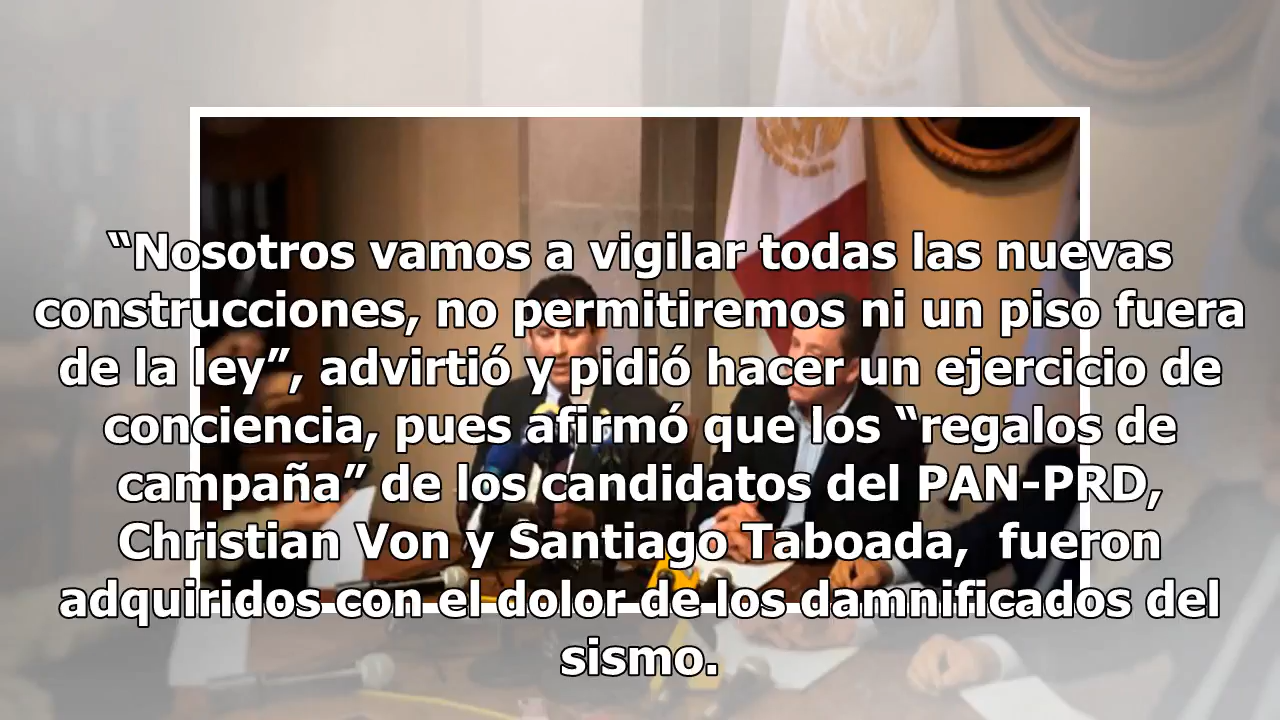 “Nosotros vamos a vigilar todas las nuevas
construcciones, no permitiremos ni un piso fuera
de la ley”, advirtió y pidió hacer un ejercicio de
conciencia, pues afirmó que los “regalos de
campaña” de los candidatos del PAN-PRD,
Christian Von y Santiago Taboada,  fueron
adquiridos con el dolor de los damnificados del
sismo.